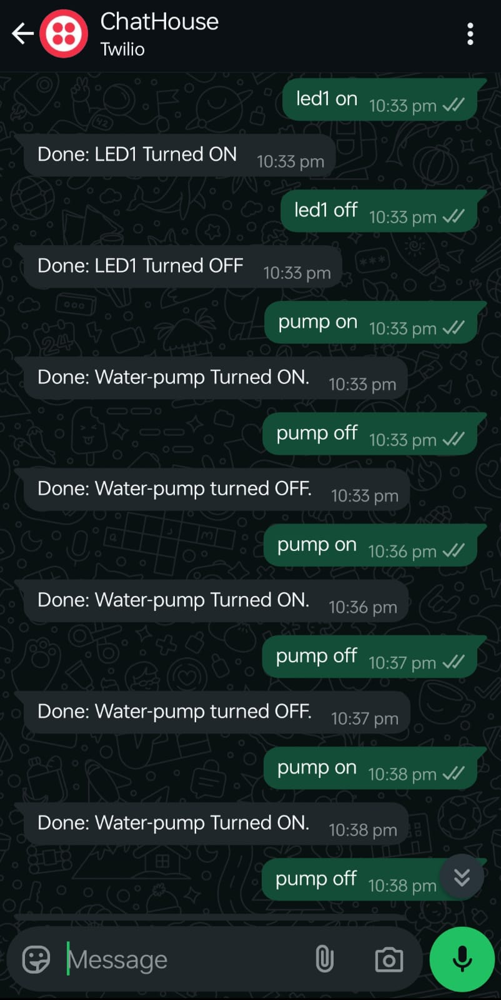 ChatHouse
Twilio
led1 on 10:33 pm
Done: LED1 Turned ON 10:33 pm
led1 off 10:33 pm
Done: LED1 Turned OFF 10:33 pm
pump on 10:33 pm
Done: Water-pump Turned ON. 10:33 pm
pump off 10:33 pm
Done: Water-pump turned OFF. 10:33 pm
pump on 10:36 pm
Done: Water-pump Turned ON. 10:36 pm
pump off 10:37 pm
Done: Water-pump turned OFF. 10:37 pm
pump on 10:38 pm
Done: Water-pump Turned ON. 10:38 pm
pump off 10:38 pm
Message